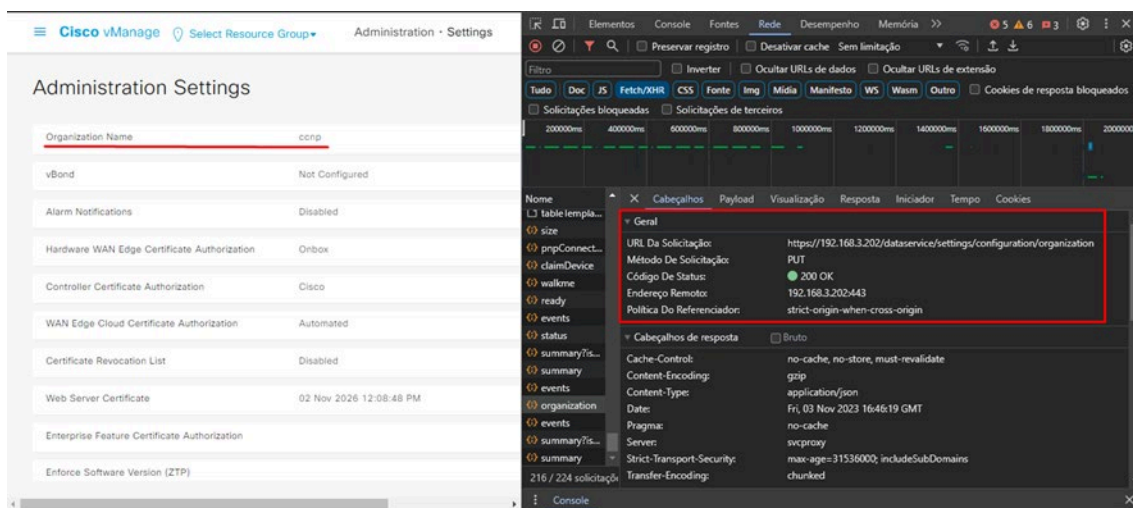 Cisco vManage Select Resource Group▾ Administration · Settings
Administration Settings
Organization Name ccnp
vBond Not Configured
Alarm Notifications Disabled
Hardware WAN Edge Certificate Authorization Onbox
Controller Certificate Authorization Cisco
WAN Edge Cloud Certificate Authorization Automated
Certificate Revocation List Disabled
Web Server Certificate 02 Nov 2026 12:08:48 PM
Enterprise Feature Certificate Authorization
Enforce Software Version (ZTP)
Elementos Console Fontes Rede Desempenho Memória 5 6 3
Preservar registro Desativar cache Sem limitação
Filtro Inverter Ocultar URLs de dados Ocultar URLs de extensão
Tudo Doc JS Fetch/XHR CSS Fonte Img Mídia Manifesto WS Wasm Outro Cookies de resposta bloqueados
Solicitações bloqueadas Solicitações de terceiros
200000ms 400000ms 600000ms 800000ms 1000000ms 1200000ms 1400000ms 1600000ms 1800000ms 200000
Nome
tableTempla...
size
pnpConnect...
claimDevice
walkme
ready
events
status
summary?is...
summary
events
organization
events
summary?is...
summary
216 / 224 solicitaçõ
Cabeçalhos Payload Visualização Resposta Iniciador Tempo Cookies
Geral
URL Da Solicitação: https://192.168.3.202/dataservice/settings/configuration/organization
Método De Solicitação: PUT
Código De Status: 200 OK
Endereço Remoto: 192.168.3.202:443
Política Do Referenciador: strict-origin-when-cross-origin
Cabeçalhos de resposta Bruto
Cache-Control: no-cache, no-store, must-revalidate
Content-Encoding: gzip
Content-Type: application/json
Date: Fri, 03 Nov 2023 16:46:19 GMT
Pragma: no-cache
Server: svcproxy
Strict-Transport-Security: max-age=31536000; includeSubDomains
Transfer-Encoding: chunked
Console